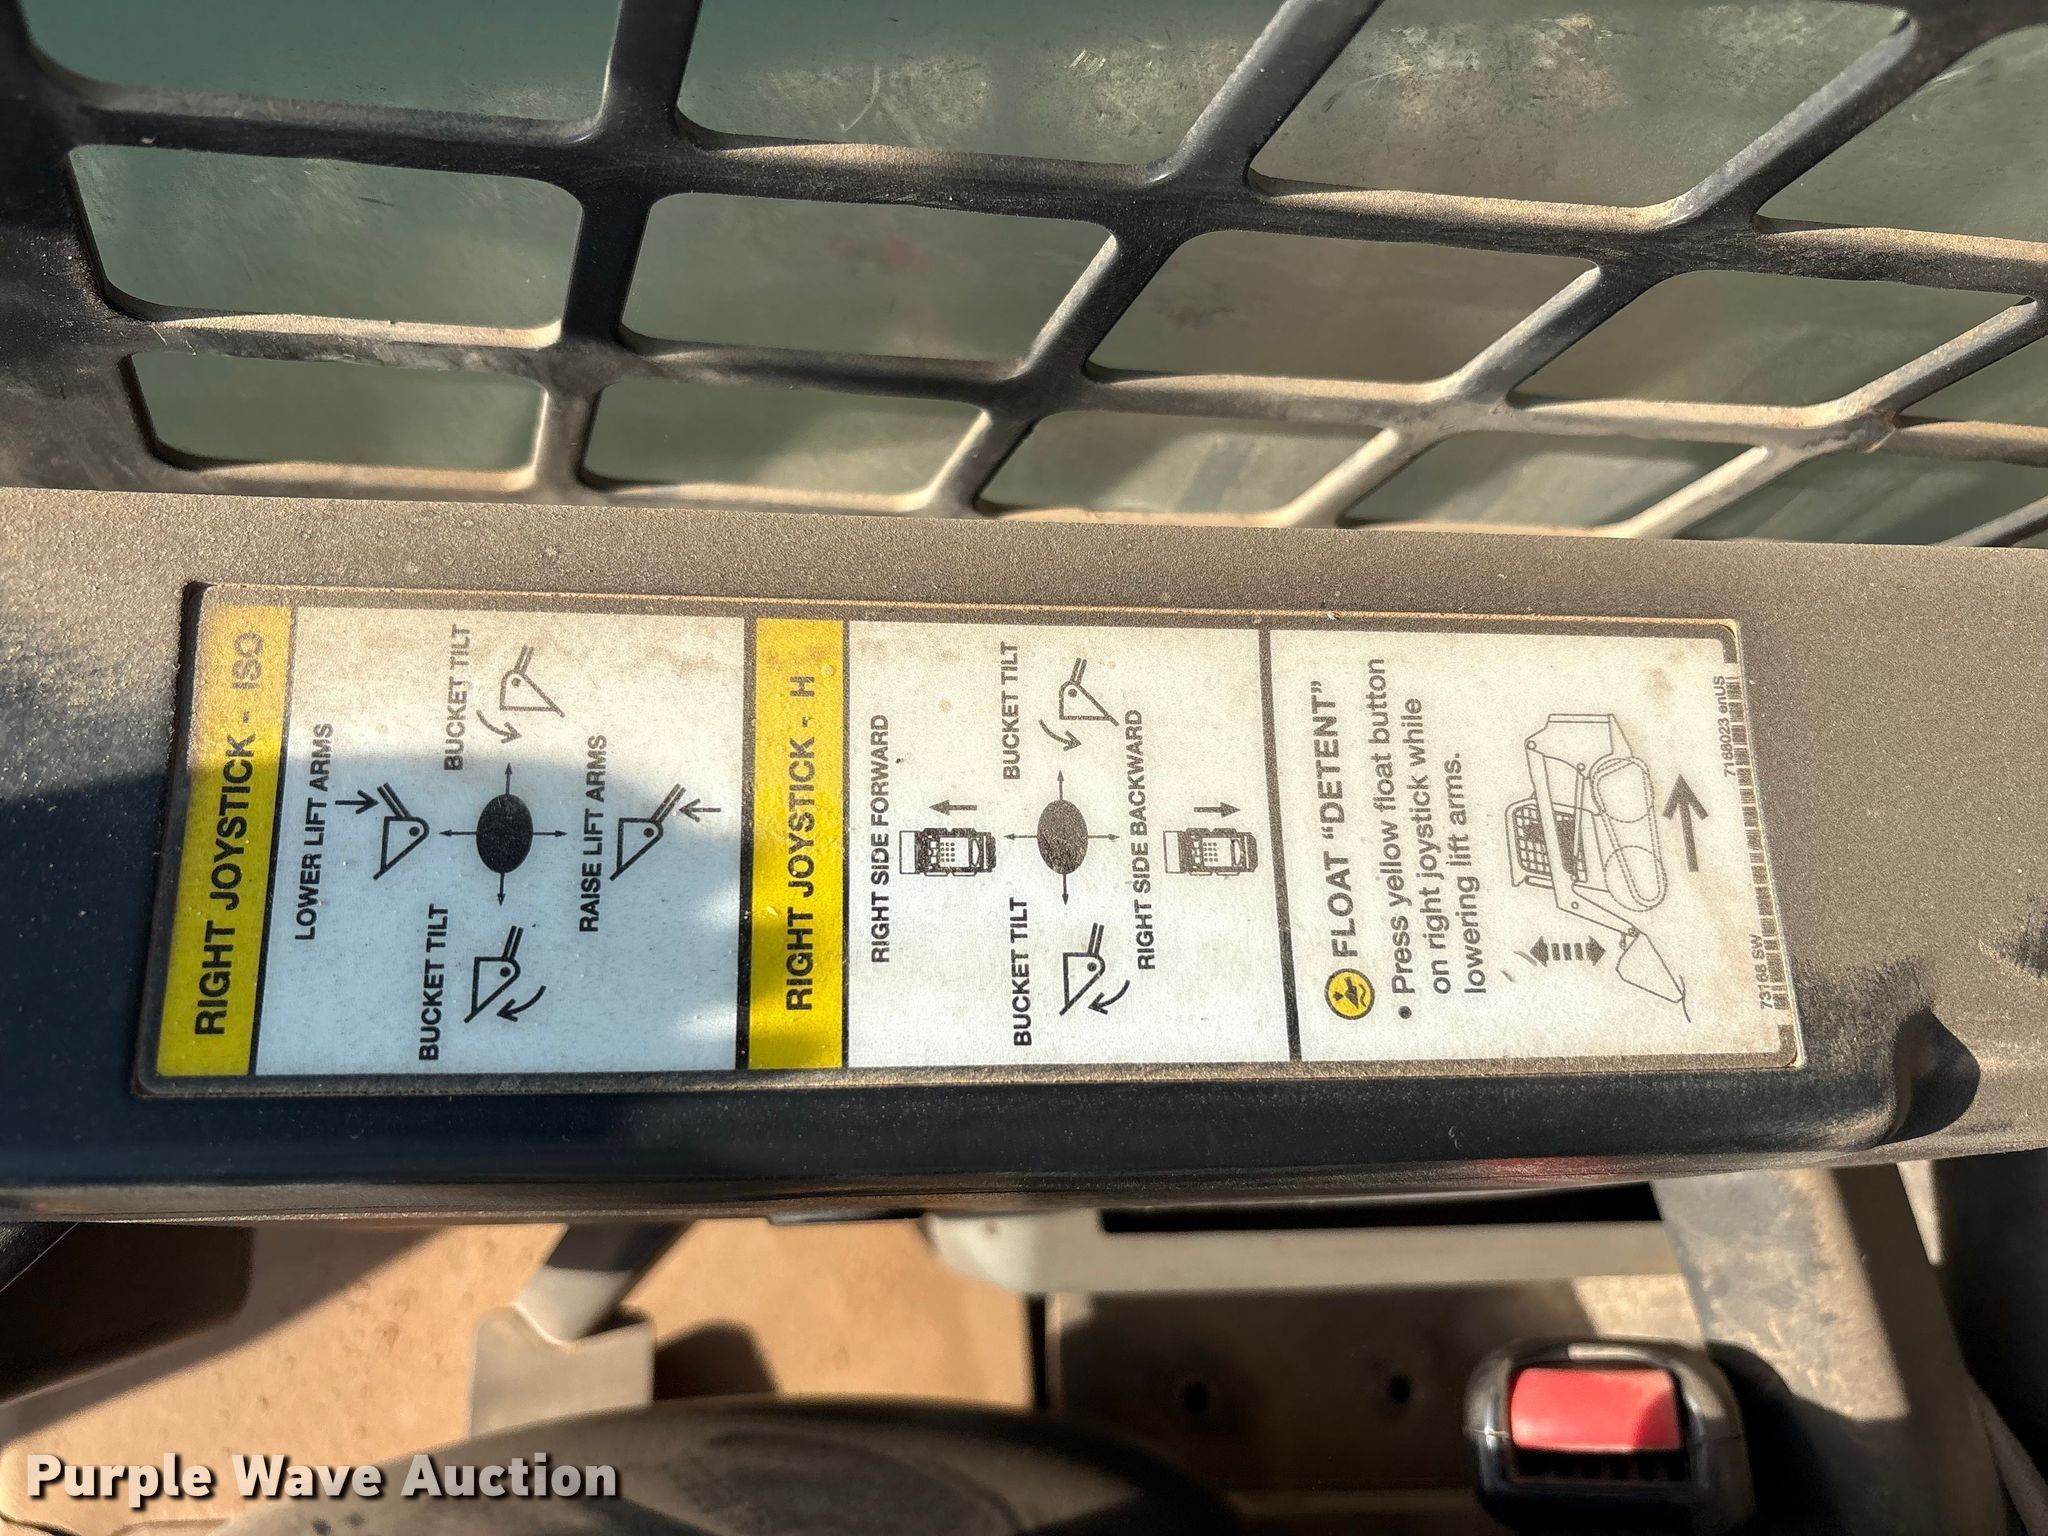 RIGHT JOYSTICK - ISO
LOWER LIFT ARMS
BUCKET TILT
BUCKET TILT
RAISE LIFT ARMS
RIGHT JOYSTICK - H
RIGHT SIDE FORWARD
BUCKET TILT
BUCKET TILT
RIGHT SIDE BACKWARD
FLOAT “DETENT”
• Press yellow float button
on right joystick while
lowering lift arms.
73168 SW
7168023 enUS
Purple Wave Auction